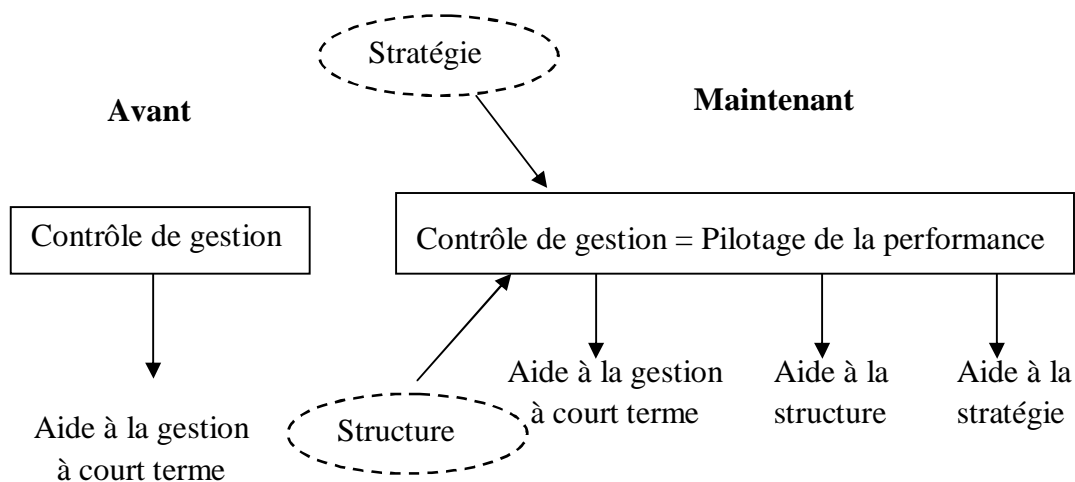 Stratégie
Avant
Maintenant
Contrôle de gestion
Contrôle de gestion = Pilotage de la performance
Aide à la gestion
à court terme
Structure
Aide à la gestion
à court terme
Aide à la
structure
Aide à la
stratégie